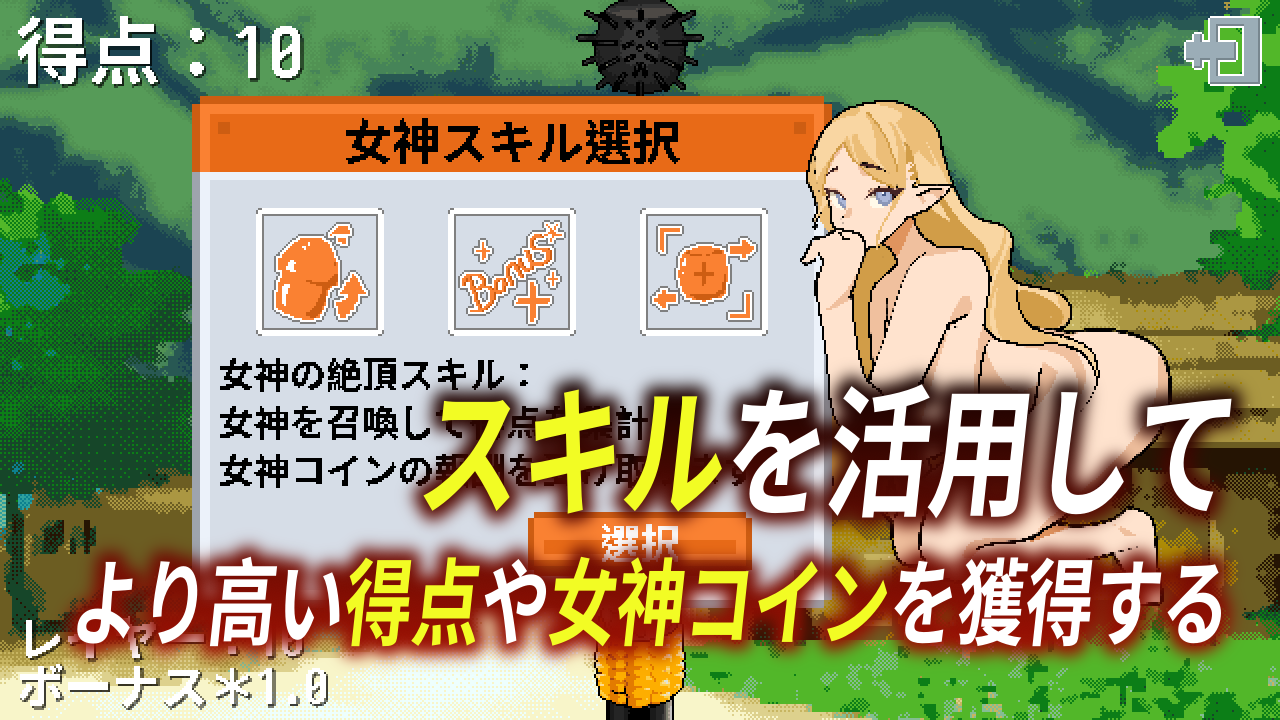 得点：10
女神スキル選択
Bonus
女神の絶頂スキル：
女神を召喚して
女神コインの報酬を
スキルを活用して
選択
より高い得点や女神コインを獲得する
ボーナス＊1.0